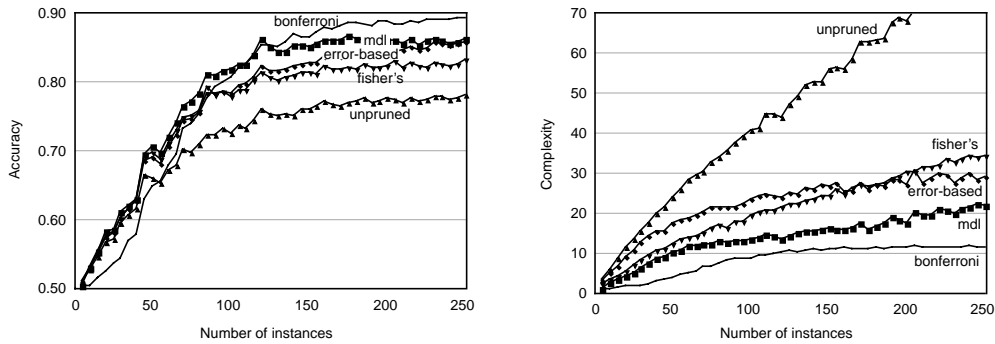 0.90
0.80
0.70
0.60
0.50
Accuracy
bonferroni
mdl
error-based
fisher's
unpruned
0
50
100
150
200
250
Number of instances
70
60
50
40
30
20
10
0
Complexity
unpruned
fisher's
error-based
mdl
bonferroni
0
50
100
150
200
250
Number of instances